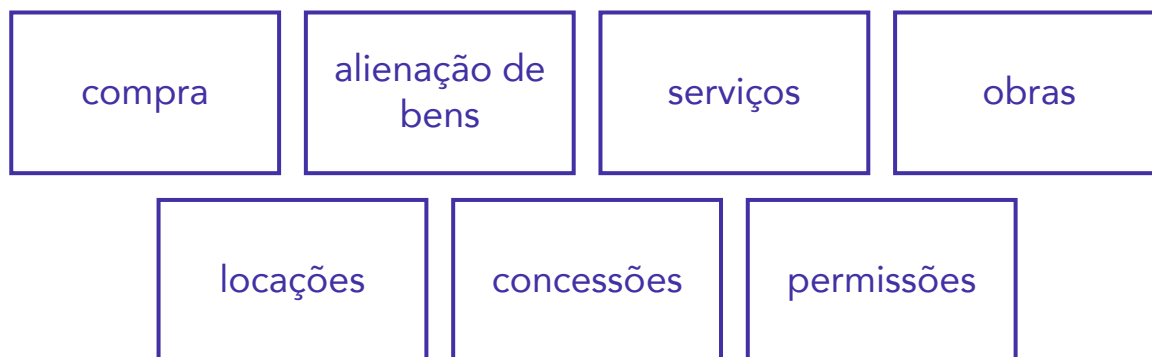 compra
alienação de
bens
serviços
obras
locações
concessões
permissões